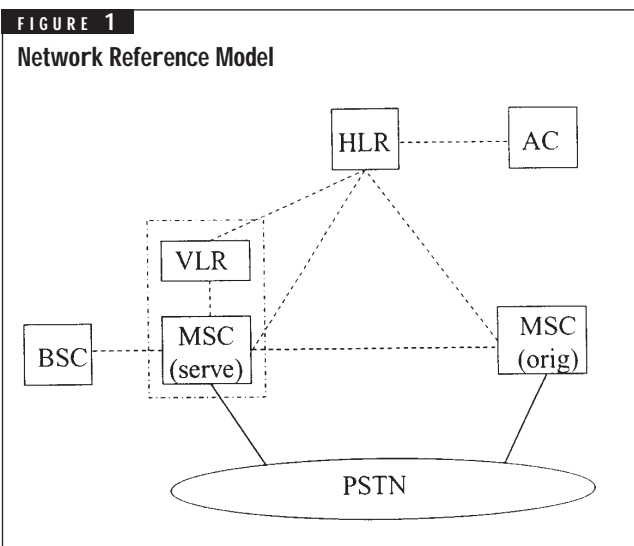 FIGURE 1
Network Reference Model
HLR
AC
VLR
BSC
MSC
(serve)
MSC
(orig)
PSTN